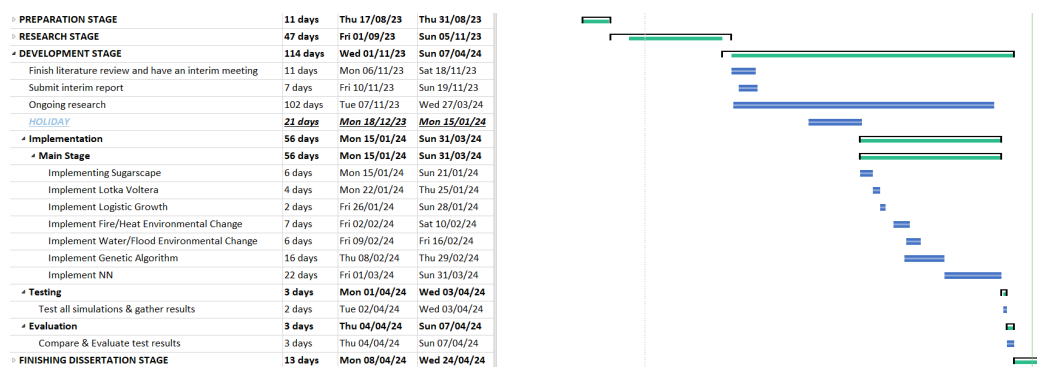 PREPARATION STAGE 11 days Thu 17/08/23 Thu 31/08/23
RESEARCH STAGE 47 days Fri 01/09/23 Sun 05/11/23
DEVELOPMENT STAGE 114 days Wed 01/11/23 Sun 07/04/24
Finish literature review and have an interim meeting 11 days Mon 06/11/23 Sat 18/11/23
Submit interim report 7 days Fri 10/11/23 Sun 19/11/23
Ongoing research 102 days Tue 07/11/23 Wed 27/03/24
HOLIDAY 21 days Mon 18/12/23 Mon 15/01/24
Implementation 56 days Mon 15/01/24 Sun 31/03/24
Main Stage 56 days Mon 15/01/24 Sun 31/03/24
Implementing Sugarscape 6 days Mon 15/01/24 Sun 21/01/24
Implement Lotka Voltera 4 days Mon 22/01/24 Thu 25/01/24
Implement Logistic Growth 2 days Fri 26/01/24 Sun 28/01/24
Implement Fire/Heat Environmental Change 7 days Fri 02/02/24 Sat 10/02/24
Implement Water/Flood Environmental Change 6 days Fri 09/02/24 Fri 16/02/24
Implement Genetic Algorithm 16 days Thu 08/02/24 Thu 29/02/24
Implement NN 22 days Fri 01/03/24 Sun 31/03/24
Testing 3 days Mon 01/04/24 Wed 03/04/24
Test all simulations & gather results 2 days Tue 02/04/24 Wed 03/04/24
Evaluation 3 days Thu 04/04/24 Sun 07/04/24
Compare & Evaluate test results 3 days Thu 04/04/24 Sun 07/04/24
FINISHING DISSERTATION STAGE 13 days Mon 08/04/24 Wed 24/04/24